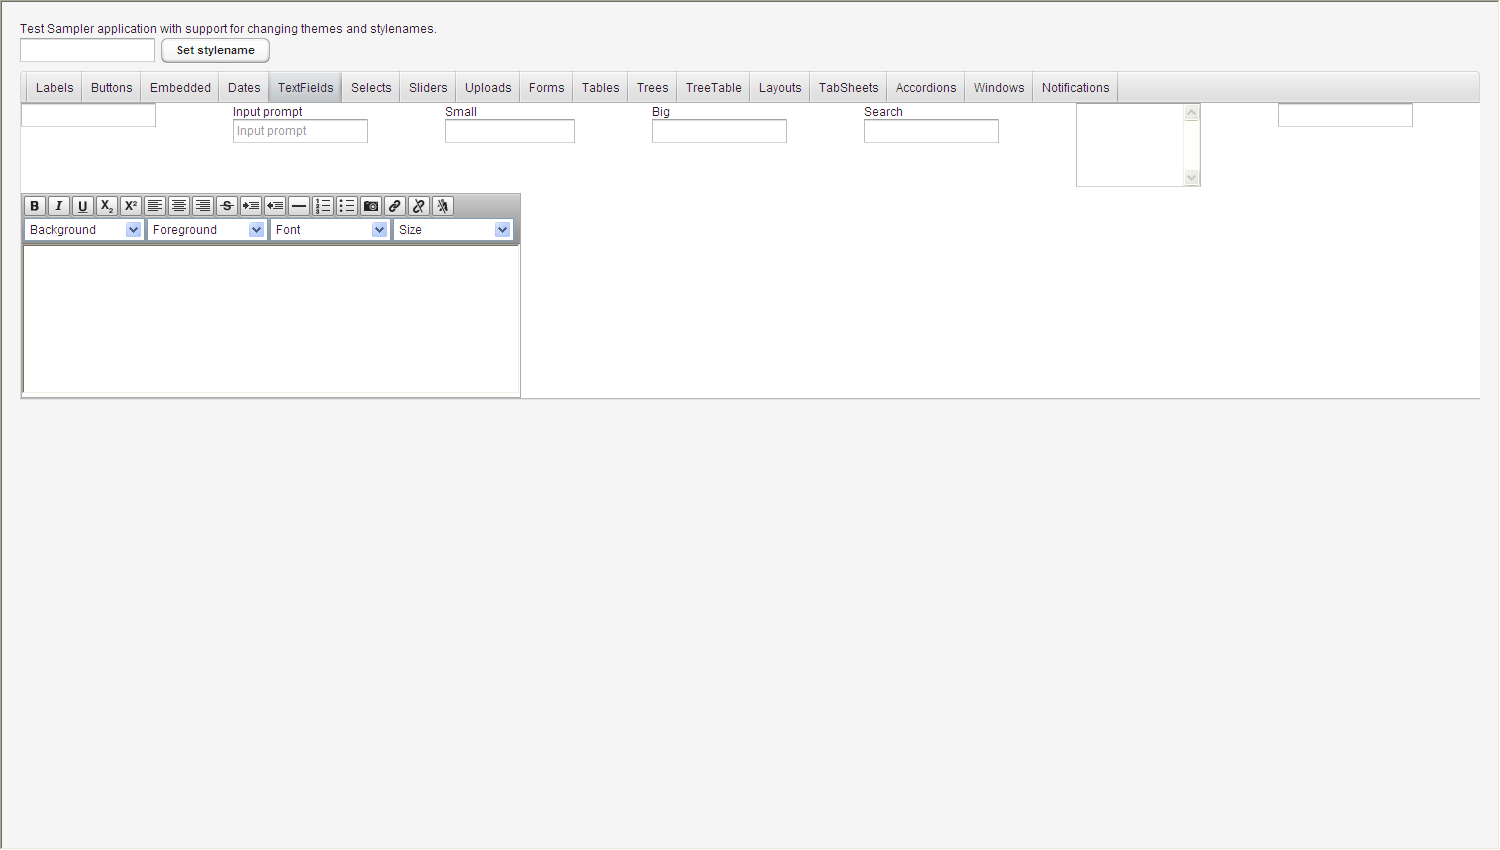 Test Sampler application with support for changing themes and stylenames.
Set stylename
Labels Buttons Embedded Dates TextFields Selects Sliders Uploads Forms Tables Trees TreeTable Layouts TabSheets Accordions Windows Notifications
Input prompt Small Big Search
Input prompt
B I U X2 X² S
Background Foreground Font Size